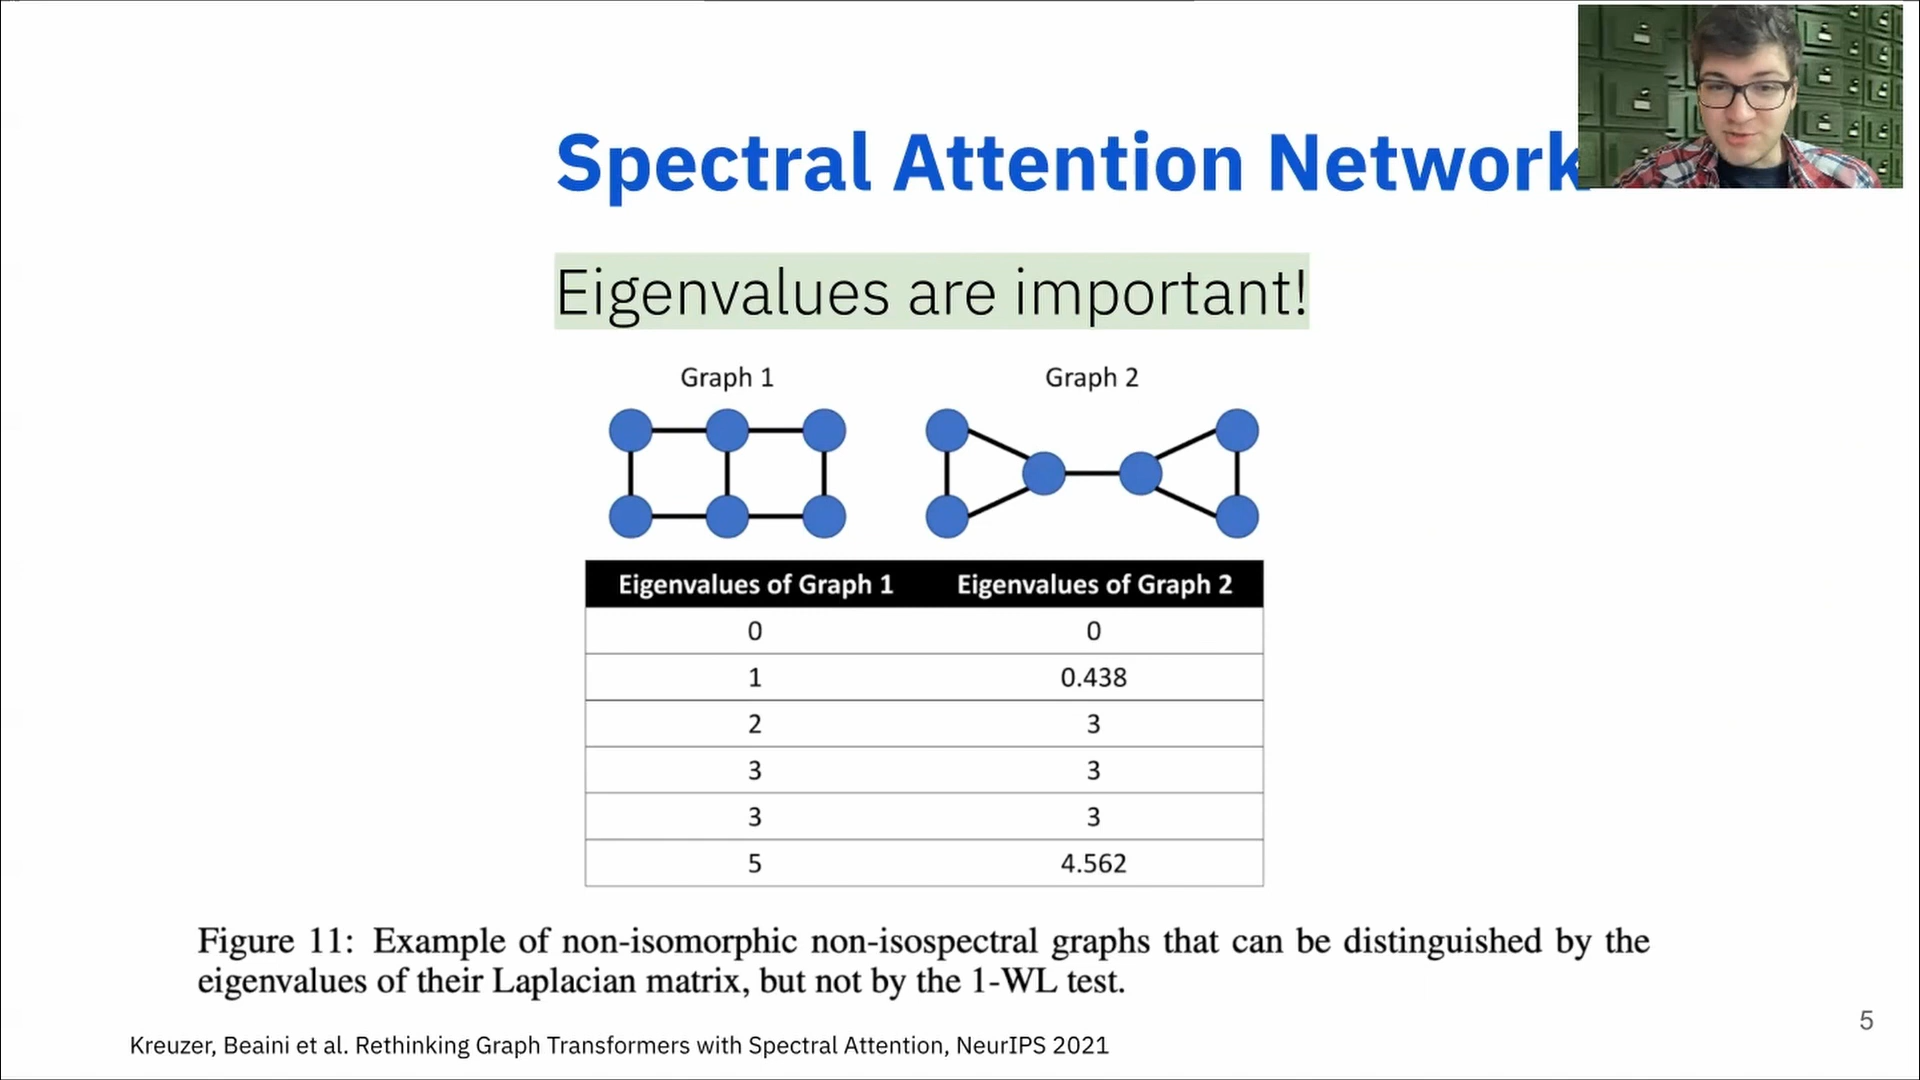 Spectral Attention Network
Eigenvalues are important!
Graph 1
Graph 2
Eigenvalues of Graph 1 Eigenvalues of Graph 2
0 0
1 0.438
2 3
3 3
3 3
5 4.562
Figure 11: Example of non-isomorphic non-isospectral graphs that can be distinguished by the
eigenvalues of their Laplacian matrix, but not by the 1-WL test.
5
Kreuzer, Beaini et al. Rethinking Graph Transformers with Spectral Attention, NeurIPS 2021